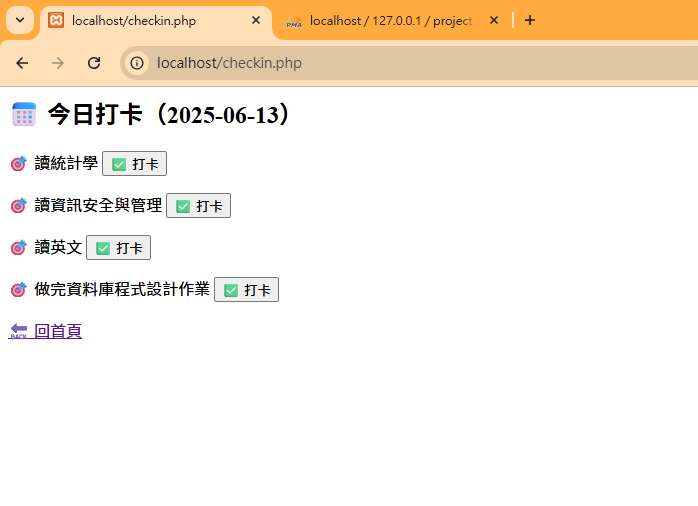 localhost/checkin.php
localhost / 127.0.0.1 / project
localhost/checkin.php
今日打卡（2025-06-13）
讀統計學 打卡
讀資訊安全與管理 打卡
讀英文 打卡
做完資料庫程式設計作業 打卡
BACK 回首頁